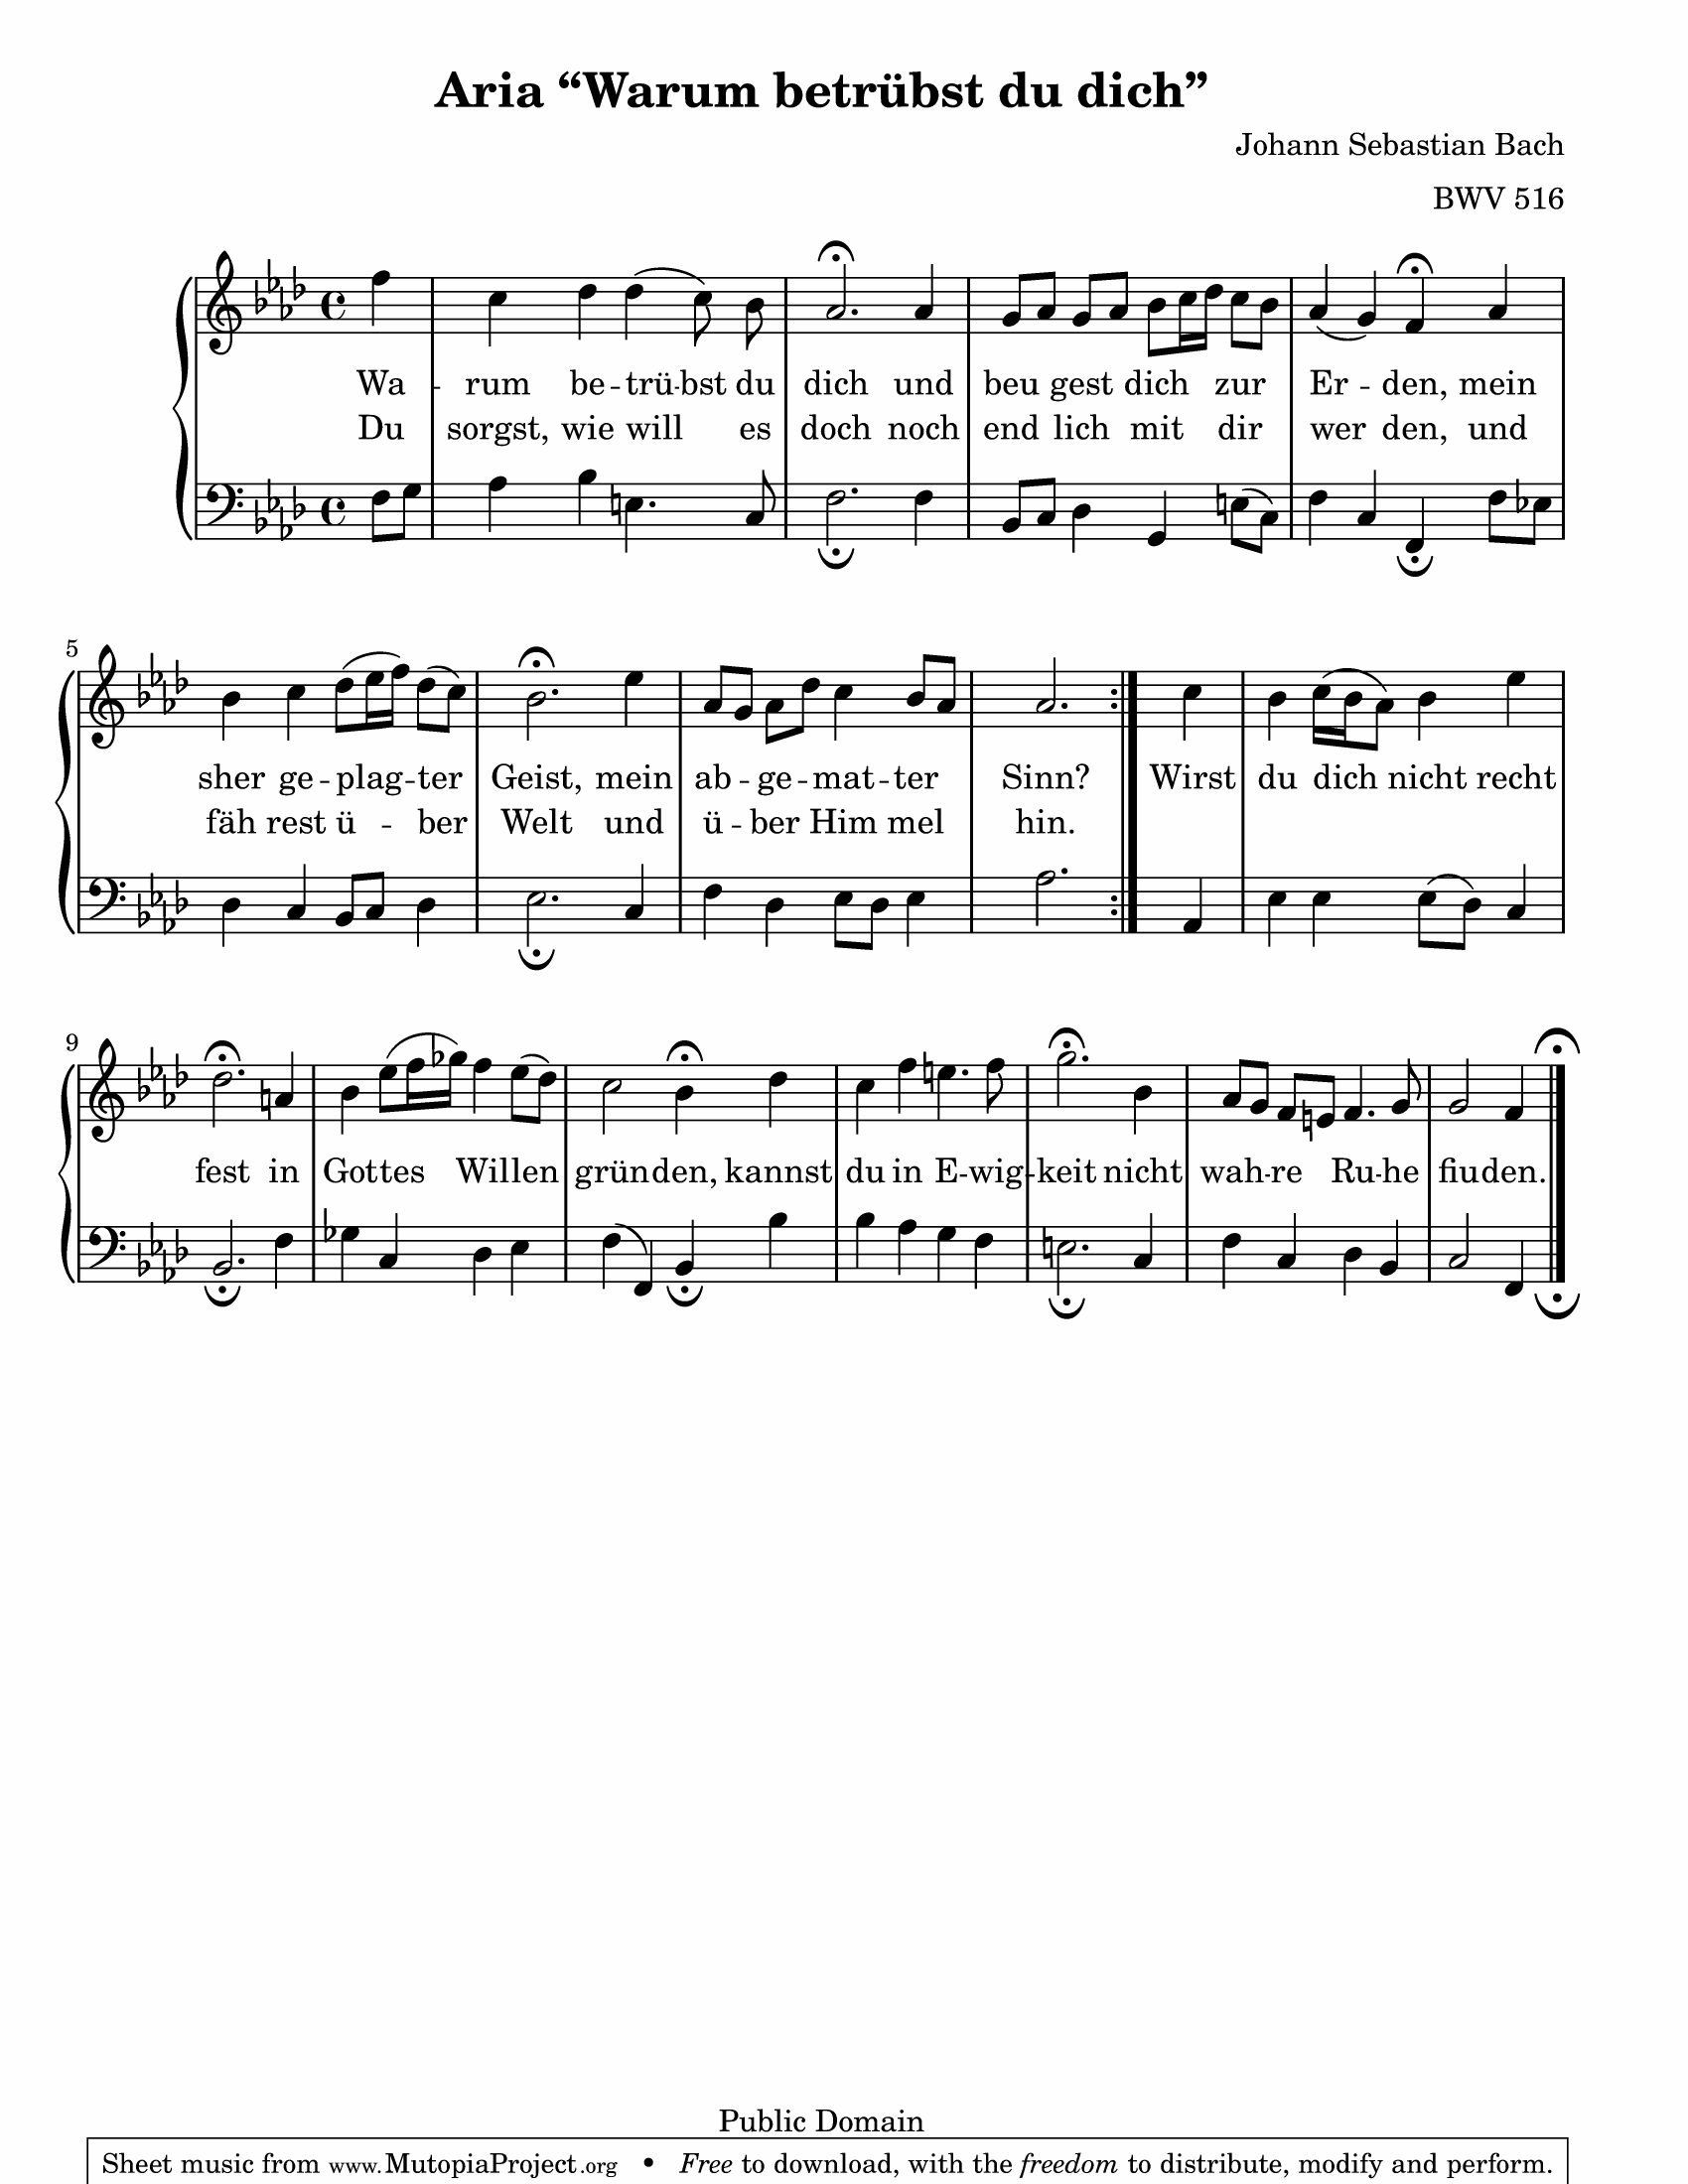 Aria “Warum betrübst du dich”
Johann Sebastian Bach
BWV 516
Wa - rum be - trü - bst du dich und beu gest dich zur Er - den, mein
Du sorgst, wie will es doch noch end lich mit dir wer den, und
5
sher ge - plag - ter Geist, mein ab - ge - mat - ter Sinn? Wirst du dich nicht recht
fäh rest ü - ber Welt und ü - ber Him mel hin.
9
fest in Gottes Willen gründen, kannst du in E - wig - keit nicht wah - re Ru - he fiuden.
Public Domain
Sheet music from www.MutopiaProject.org • Free to download, with the freedom to distribute, modify and perform.